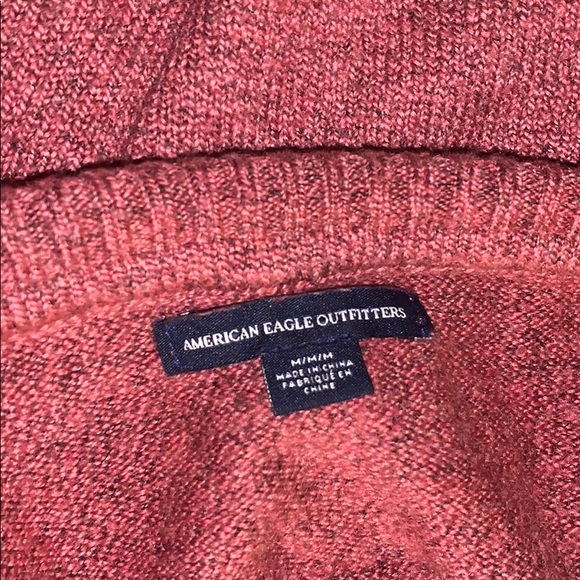 AMERICAN EAGLE OUTFITTERS
M/M/M
MADE IN CHINA
FABRIQUÉ EN
CHINE